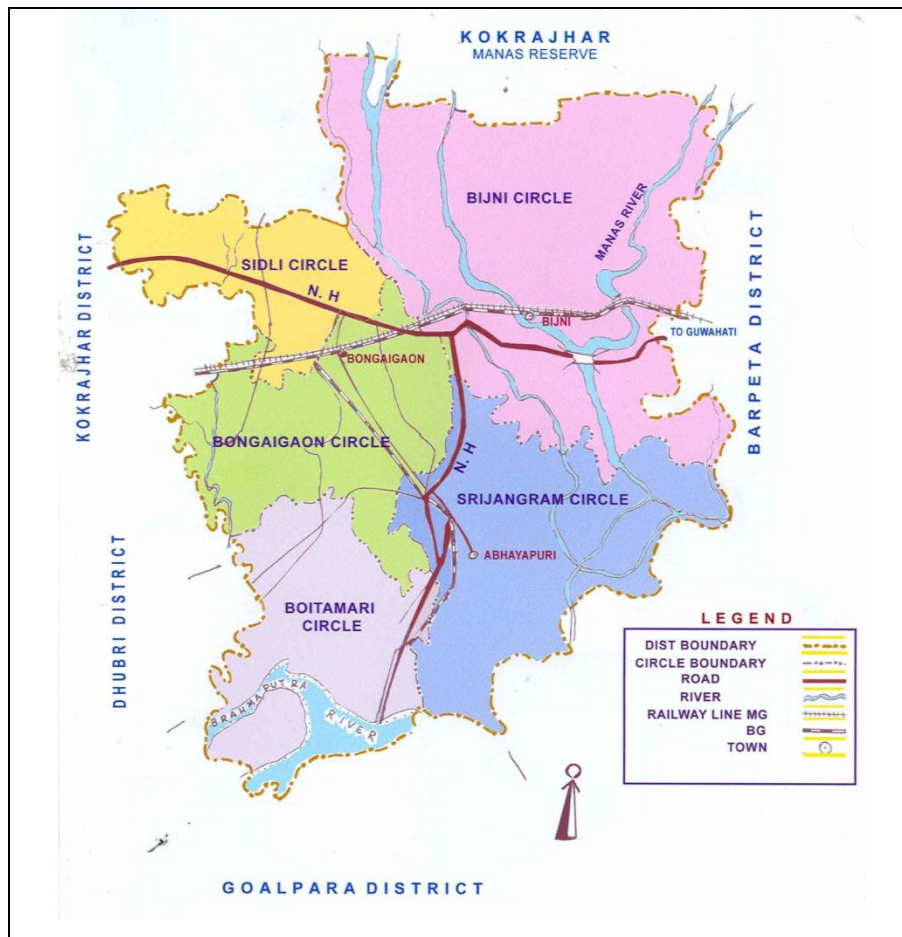 KOKRAJHAR
MANAS RESERVE
BIJNI CIRCLE
MANAS RIVER
KOKRAJHAR DISTRICT
SIDLI CIRCLE
N. H
BIJNI
TO GUWAHATI
BARPETA DISTRICT
BONGAIGAON
BONGAIGAON CIRCLE
N. H
SRIJANGRAM CIRCLE
ABHAYAPURI
DHUBRI DISTRICT
BOITAMARI
CIRCLE
BRAHMAPUTRA
RIVER
LEGEND
DIST BOUNDARY
CIRCLE BOUNDARY
ROAD
RIVER
RAILWAY LINE MG
BG
TOWN
GOALPARA DISTRICT